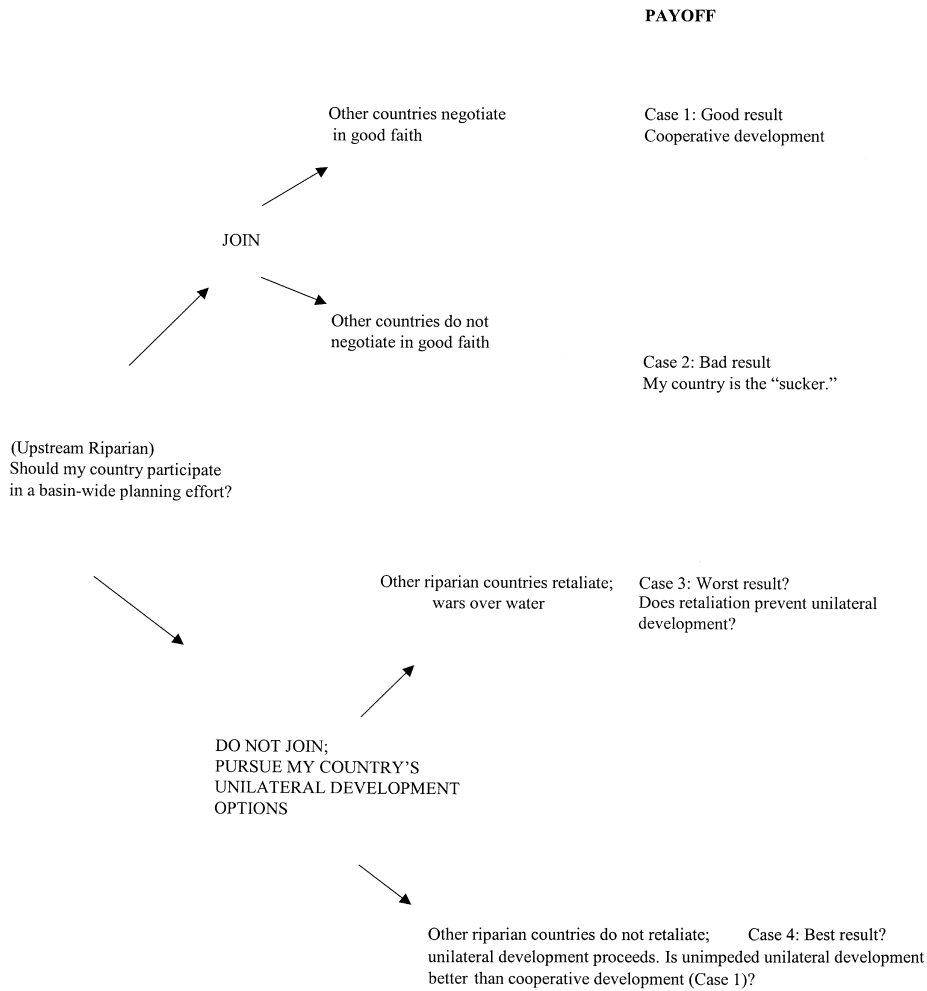 PAYOFF
Other countries negotiate
in good faith
Case 1: Good result
Cooperative development
JOIN
Other countries do not
negotiate in good faith
Case 2: Bad result
My country is the “sucker.”
(Upstream Riparian)
Should my country participate
in a basin-wide planning effort?
Other riparian countries retaliate;
wars over water
Case 3: Worst result?
Does retaliation prevent unilateral
development?
DO NOT JOIN;
PURSUE MY COUNTRY’S
UNILATERAL DEVELOPMENT
OPTIONS
Other riparian countries do not retaliate; Case 4: Best result?
unilateral development proceeds. Is unimpeded unilateral development
better than cooperative development (Case 1)?